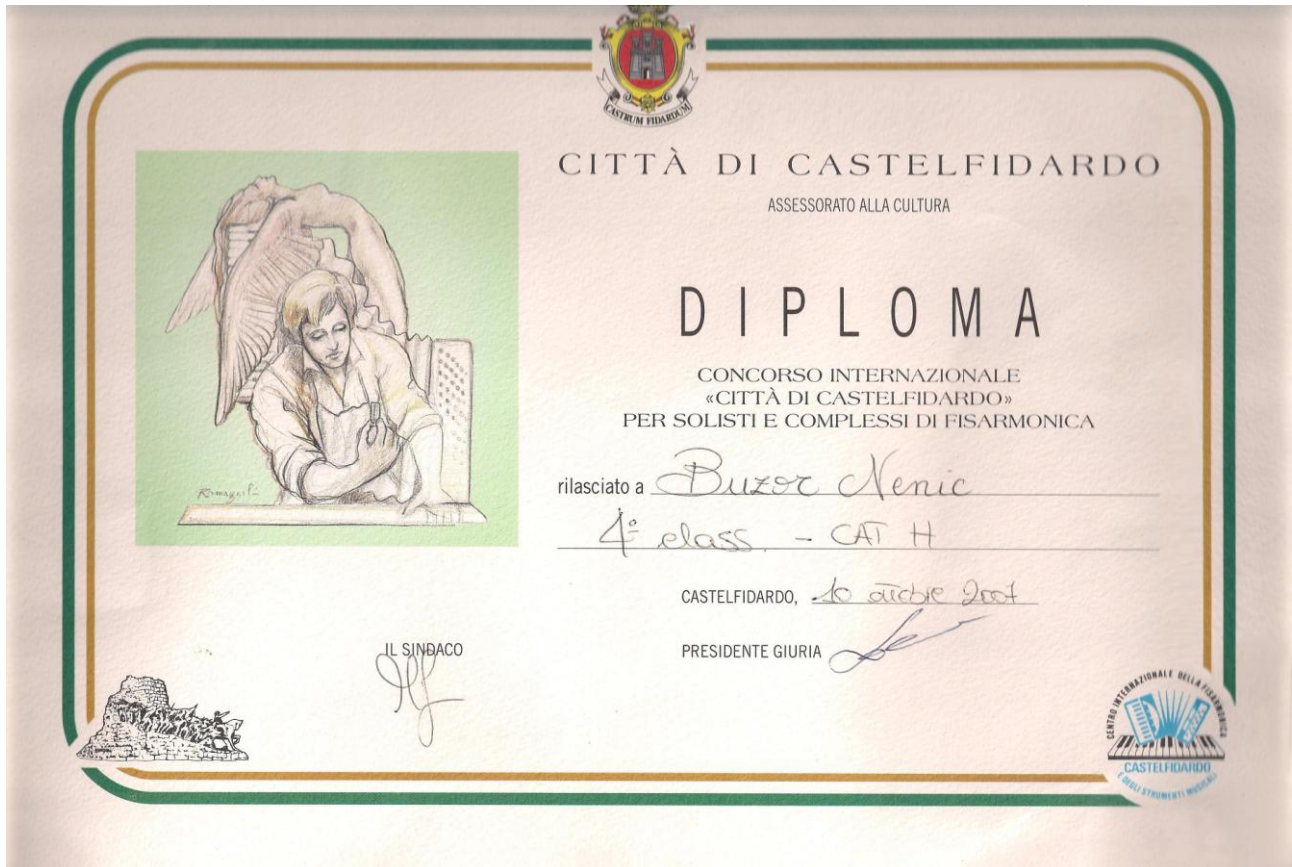 CASTRUM FIDARDUM
CITTÀ DI CASTELFIDARDO
ASSESSORATO ALLA CULTURA
DIPLOMA
CONCORSO INTERNAZIONALE
«CITTÀ DI CASTELFIDARDO»
PER SOLISTI E COMPLESSI DI FISARMONICA
rilasciato a Buzor Nenic
4° class. - CAT H
CASTELFIDARDO, 10 ottobre 2007
IL SINDACO
PRESIDENTE GIURIA
Romagnoli
CENTRO INTERNAZIONALE DELLA FISARMONICA
CASTELFIDARDO
E DEGLI STRUMENTI MUSICALI